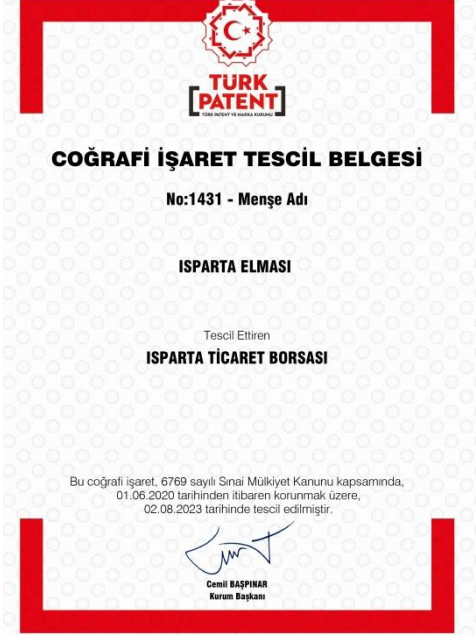 TÜRK
PATENT
TÜRK PATENT VE MARKA KURUMU
COĞRAFİ İŞARET TESCİL BELGESİ
No:1431 - Menşe Adı
ISPARTA ELMASI
Tescil Ettiren
ISPARTA TİCARET BORSASI
Bu coğrafi işaret, 6769 sayılı Sınai Mülkiyet Kanunu kapsamında,
01.06.2020 tarihinden itibaren korunmak üzere,
02.08.2023 tarihinde tescil edilmiştir.
Cemil BAŞPINAR
Kurum Başkanı